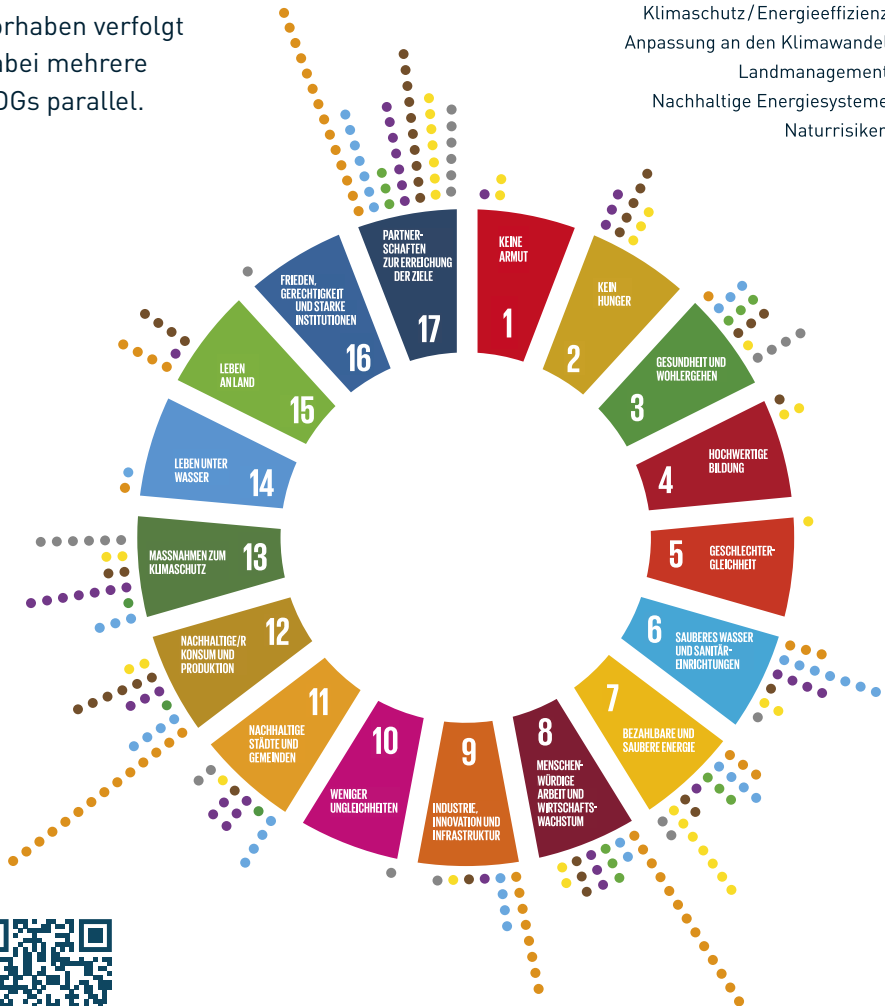 orhaben verfolgt
abei mehrere
DGs parallel.
Klimaschutz/Energieeffizienz
Anpassung an den Klimawandel
Landmanagement
Nachhaltige Energiesysteme
Naturrisiken
KEINE
ARMUT
1
KEIN
HUNGER
2
GESUNDHEIT UND
WOHLERGEHEN
3
HOCHWERTIGE
BILDUNG
4
GESCHLECHTER-
GLEICHHEIT
5
SAUBERES WASSER
UND SANITÄR-
EINRICHTUNGEN
6
BEZAHLBARE UND
SAUBERE ENERGIE
7
MENSCHEN-
WÜRDIGE
ARBEIT UND
WIRTSCHAFTS-
WACHSTUM
8
INDUSTRIE,
INNOVATION UND
INFRASTRUKTUR
9
WENIGER
UNGLEICHHEITEN
10
NACHHALTIGE
STÄDTE UND
GEMEINDEN
11
NACHHALTIGE/R
KONSUM UND
PRODUKTION
12
MASSNAHMEN ZUM
KLIMASCHUTZ
13
LEBEN UNTER
WASSER
14
LEBEN
AN LAND
15
FRIEDEN,
GERECHTIGKEIT
UND STARKE
INSTITUTIONEN
16
PARTNER-
SCHAFTEN
ZUR ERREICHUNG
DER ZIELE
17